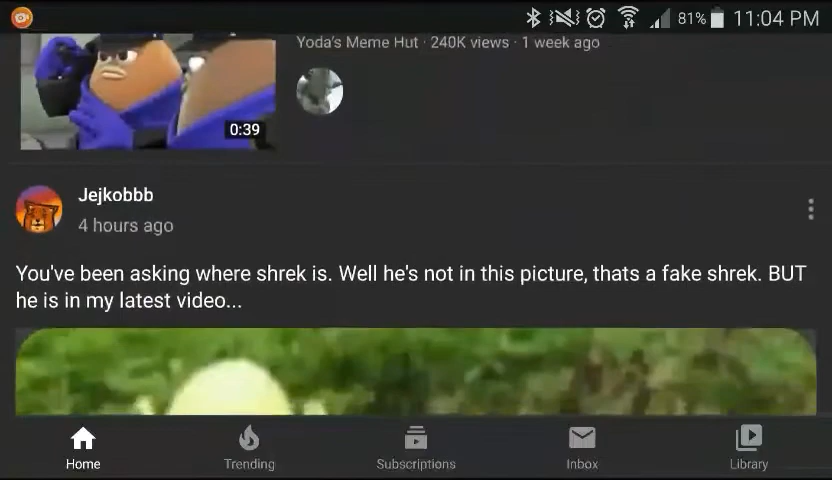 81% 11:04 PM
Yoda's Meme Hut · 240K views · 1 week ago
0:39
Jejkobbb
4 hours ago
You've been asking where shrek is. Well he's not in this picture, thats a fake shrek. BUT
he is in my latest video...
Home Trending Subscriptions Inbox Library